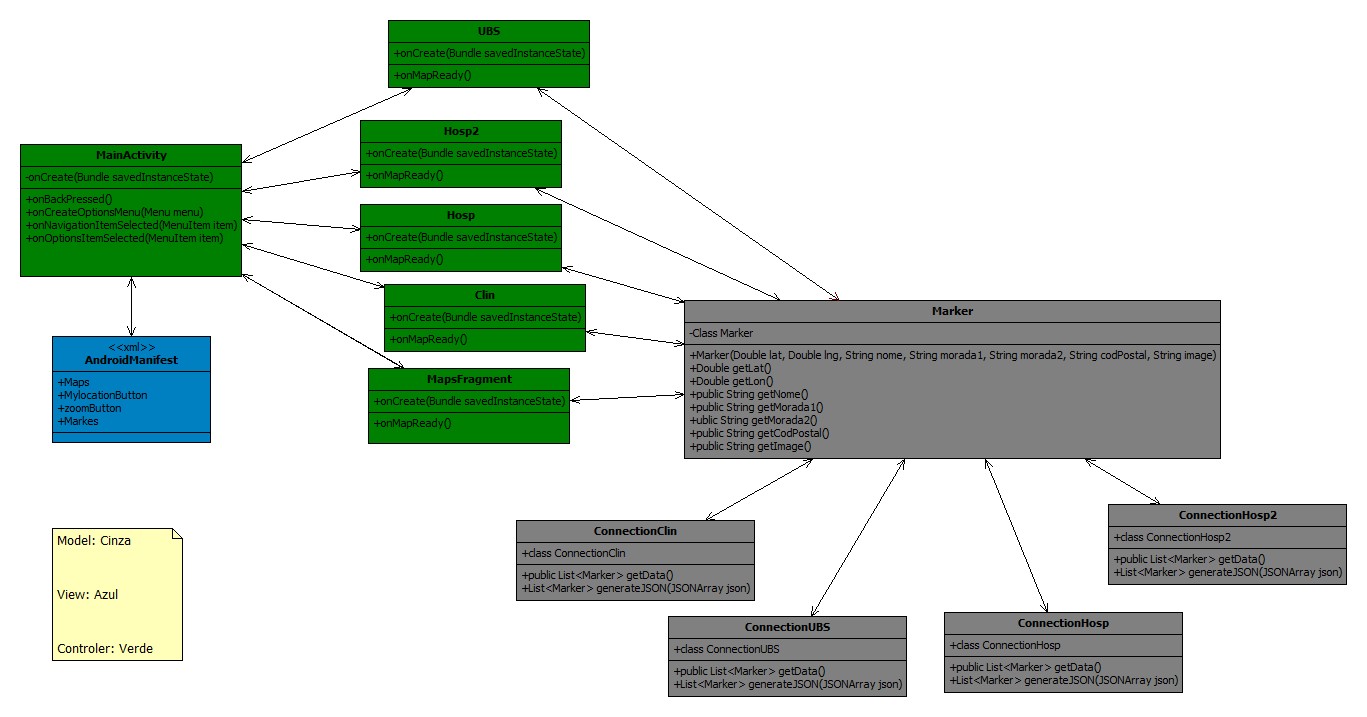 UBS
+onCreate(Bundle savedInstanceState)
+onMapReady()
Hosp2
+onCreate(Bundle savedInstanceState)
+onMapReady()
MainActivity
-onCreate(Bundle savedInstanceState)
+onBackPressed()
+onCreateOptionsMenu(Menu menu)
+onNavigationItemSelected(MenuItem item)
+onOptionsItemSelected(MenuItem item)
Hosp
+onCreate(Bundle savedInstanceState)
+onMapReady()
Clin
+onCreate(Bundle savedInstanceState)
+onMapReady()
MapsFragment
+onCreate(Bundle savedInstanceState)
+onMapReady()
<<xml>>
AndroidManifest
+Maps
+MylocationButton
+zoomButton
+Markes
Marker
-Class Marker
+Marker(Double lat, Double lng, String nome, String morada1, String morada2, String codPostal, String image)
+Double getLat()
+Double getLon()
+public String getNome()
+public String getMorada1()
+ublic String getMorada2()
+public String getCodPostal()
+public String getImage()
ConnectionClin
+class ConnectionClin
+public List<Marker> getData()
+List<Marker> generateJSON(JSONArray json)
ConnectionUBS
+class ConnectionUBS
+public List<Marker> getData()
+List<Marker> generateJSON(JSONArray json)
ConnectionHosp
+class ConnectionHosp
+public List<Marker> getData()
+List<Marker> generateJSON(JSONArray json)
ConnectionHosp2
+class ConnectionHosp2
+public List<Marker> getData()
+List<Marker> generateJSON(JSONArray json)
Model: Cinza
View: Azul
Controler: Verde